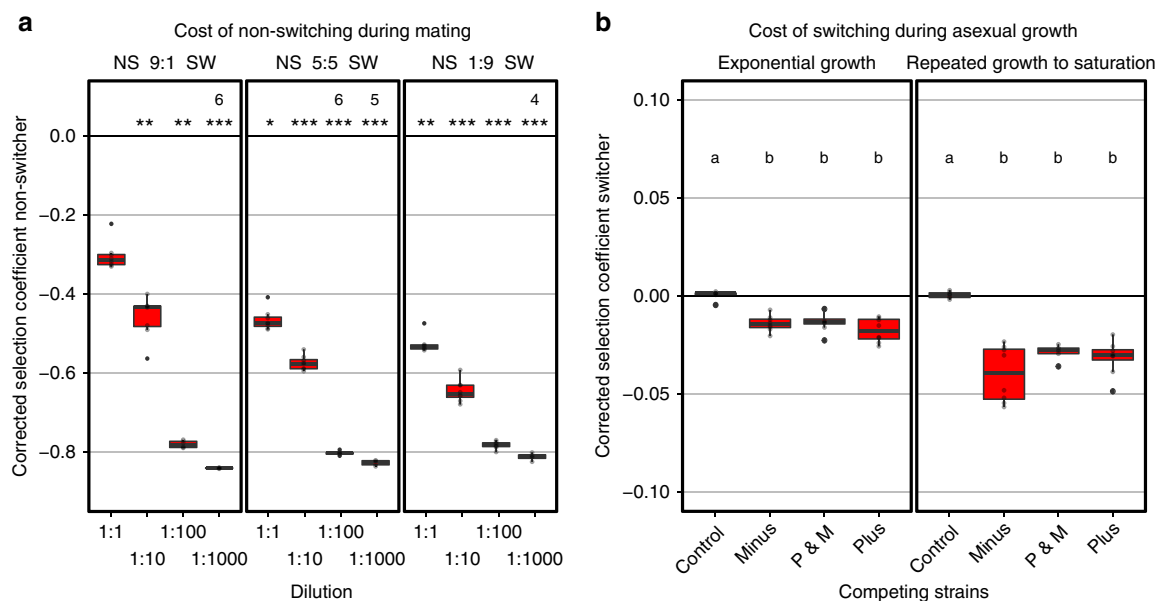 a
Cost of non-switching during mating
NS 9:1 SW
NS 5:5 SW
NS 1:9 SW
6
6 5
4
** ** ***
* *** *** ***
** *** *** ***
Corrected selection coefficient non-switcher
0.0
−0.2
−0.4
−0.6
−0.8
1:1 1:100
1:10 1:1000
1:1 1:100
1:10 1:1000
1:1 1:100
1:10 1:1000
Dilution
b
Cost of switching during asexual growth
Exponential growth
Repeated growth to saturation
Corrected selection coefficient switcher
0.10
0.05
0.00
−0.05
−0.10
a b b b
a b b b
Control Minus P & M Plus
Control Minus P & M Plus
Competing strains